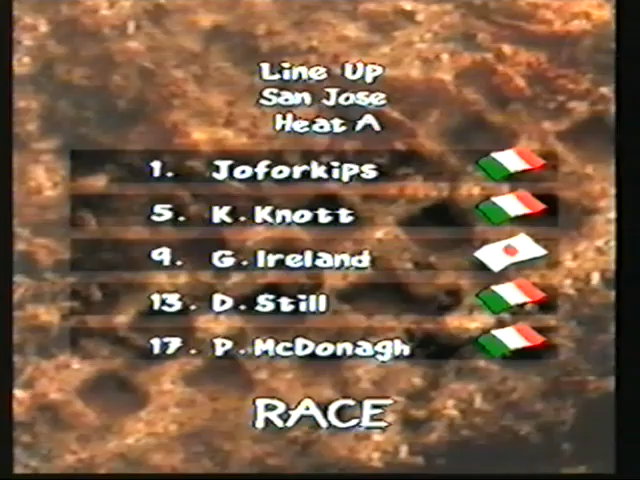 Line Up
San Jose
Heat A
1. Joforkips
5. K.Knott
9. G.Ireland
13. D.Still
17. P.McDonagh
RACE